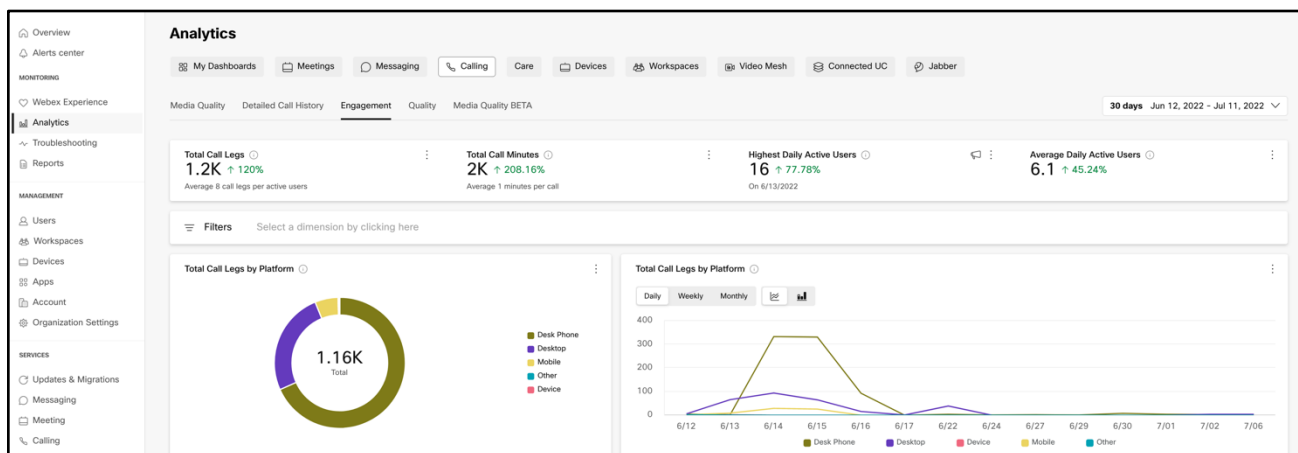 Overview
Alerts center
MONITORING
Webex Experience
Analytics
Troubleshooting
Reports
MANAGEMENT
Users
Workspaces
Devices
Apps
Account
Organization Settings
SERVICES
Updates & Migrations
Messaging
Meeting
Calling
Analytics
My Dashboards Meetings Messaging Calling Care Devices Workspaces Video Mesh Connected UC Jabber
Media Quality Detailed Call History Engagement Quality Media Quality BETA 30 days Jun 12, 2022 - Jul 11, 2022
Total Call Legs
1.2K ↑ 120%
Average 8 call legs per active users
Total Call Minutes
2K ↑ 208.16%
Average 1 minutes per call
Highest Daily Active Users
16 ↑ 77.78%
On 6/13/2022
Average Daily Active Users
6.1 ↑ 45.24%
Filters Select a dimension by clicking here
Total Call Legs by Platform
1.16K
Total
Desk Phone
Desktop
Mobile
Other
Device
Total Call Legs by Platform
Daily Weekly Monthly
400
300
200
100
0
6/12 6/13 6/14 6/15 6/16 6/17 6/22 6/24 6/27 6/29 6/30 7/01 7/02 7/06
Desk Phone Desktop Device Mobile Other